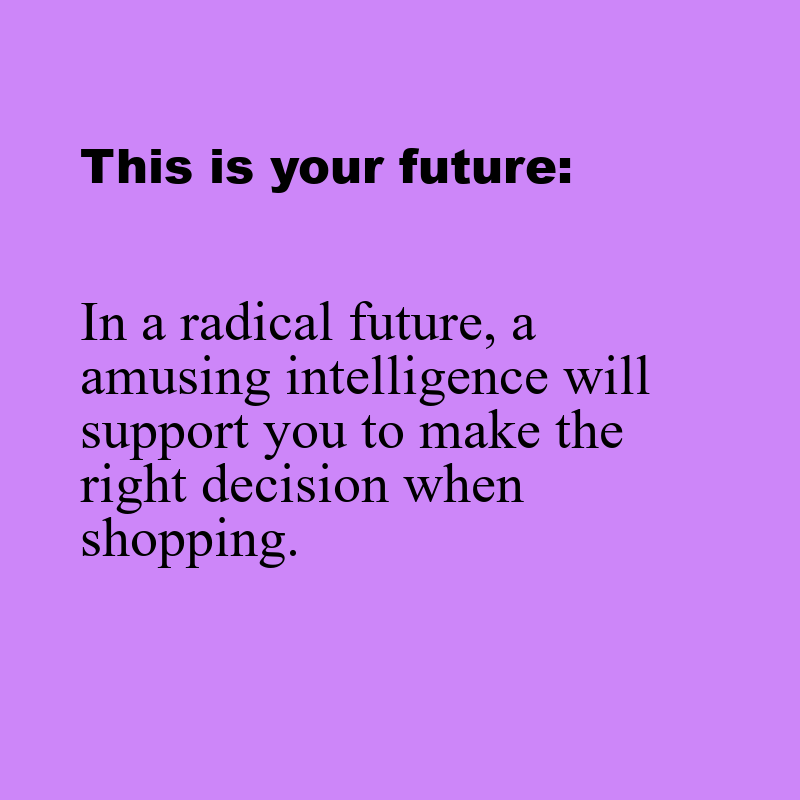 This is your future:
In a radical future, a
amusing intelligence will
support you to make the
right decision when
shopping.